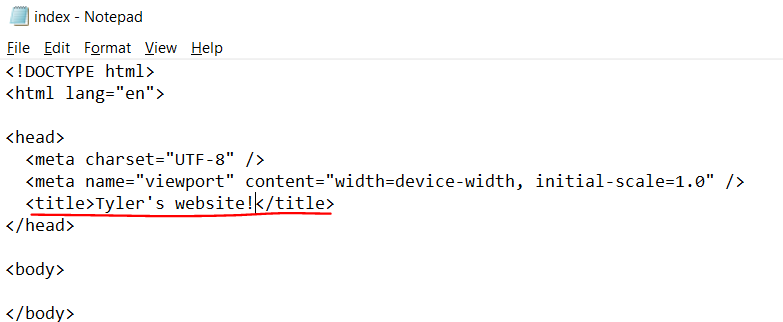 index - Notepad
File Edit Format View Help
<!DOCTYPE html>
<html lang="en">
<head>
<meta charset="UTF-8" />
<meta name="viewport" content="width=device-width, initial-scale=1.0" />
<title>Tyler's website!</title>
</head>
<body>
</body>